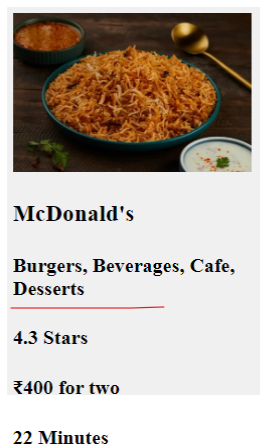 McDonald's
Burgers, Beverages, Cafe,
Desserts
4.3 Stars
₹400 for two
22 Minutes